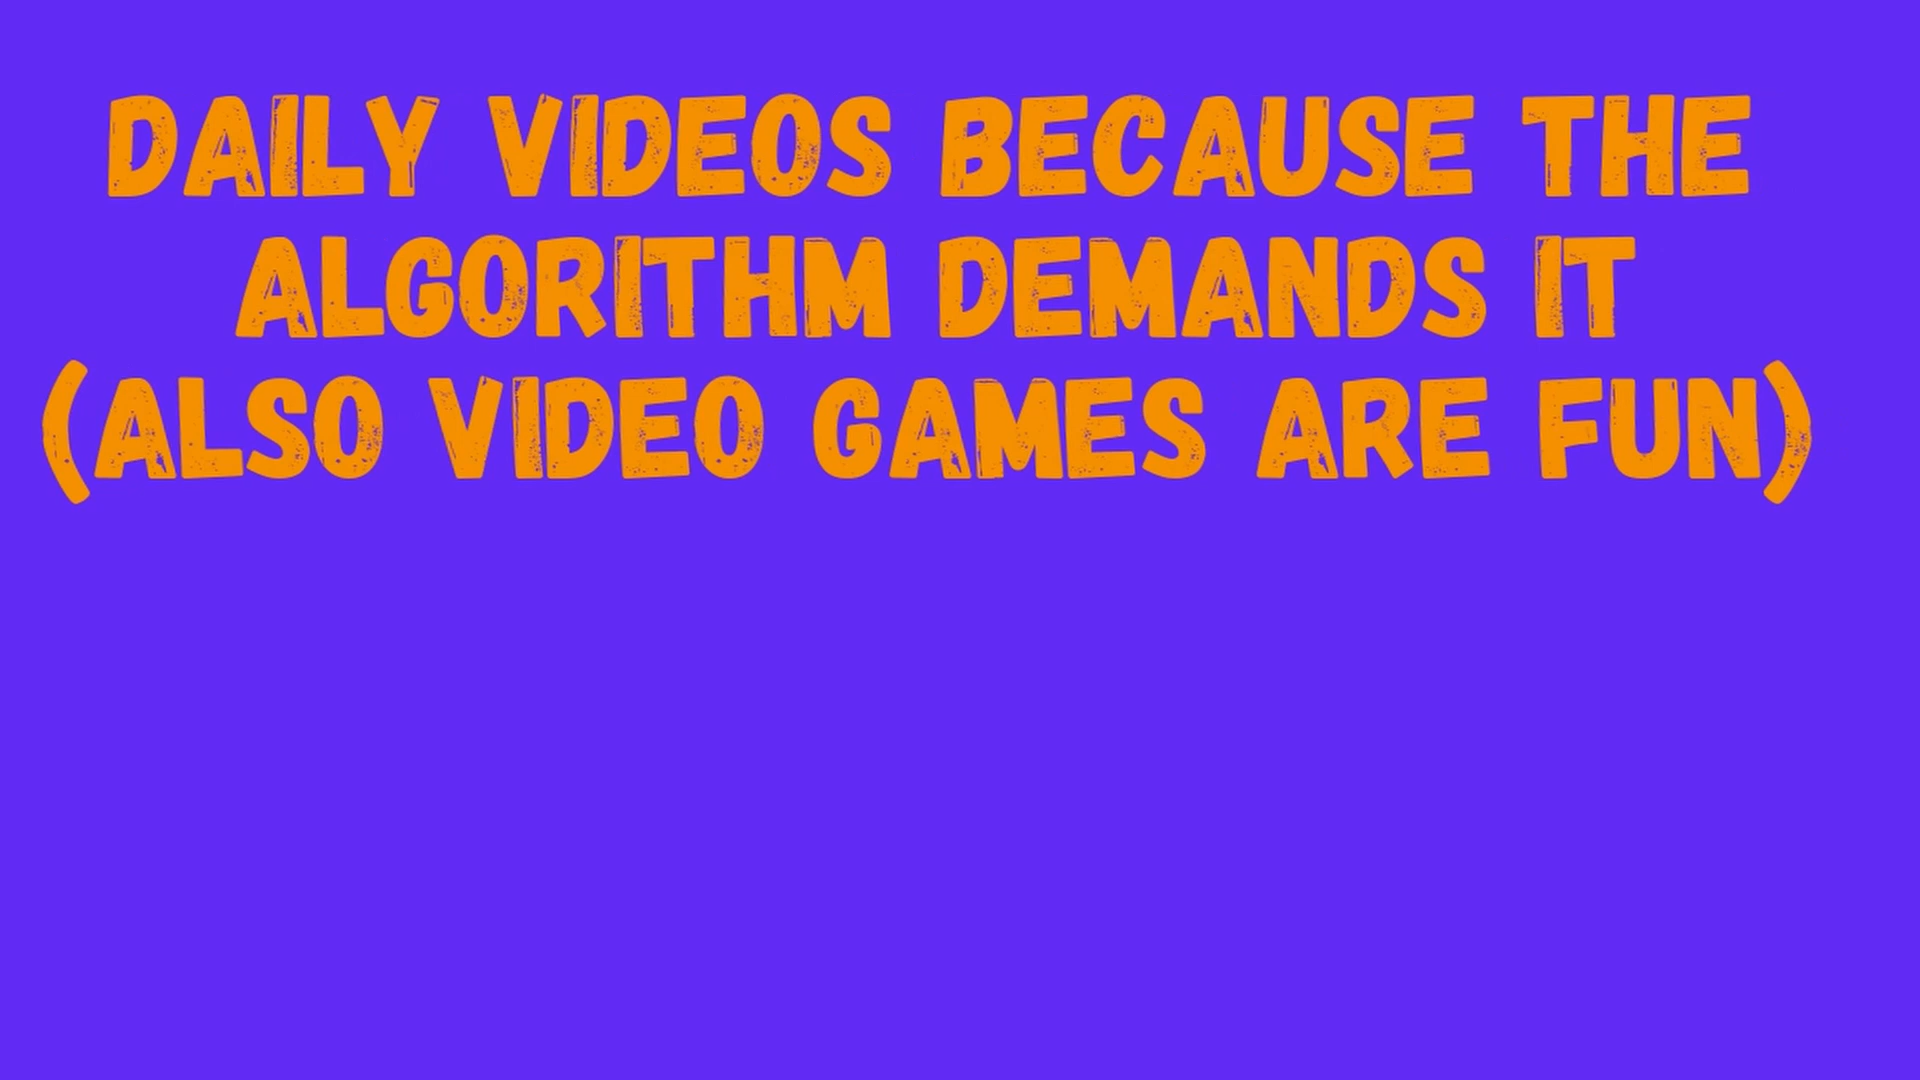 DAILY VIDEOS BECAUSE THE
ALGORITHM DEMANDS IT
(ALSO VIDEO GAMES ARE FUN)